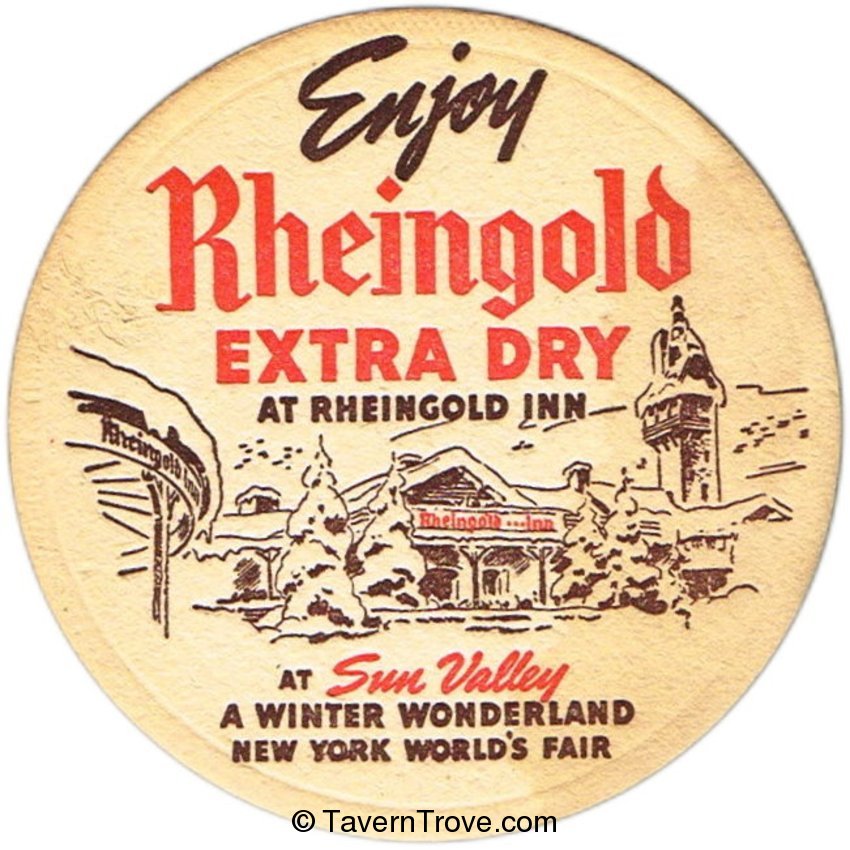 Enjoy
Rheingold
EXTRA DRY
AT RHEINGOLD INN
Rheingold Inn
Rheingold ... Inn
AT Sun Valley
A WINTER WONDERLAND
NEW YORK WORLD'S FAIR
© TavernTrove.com